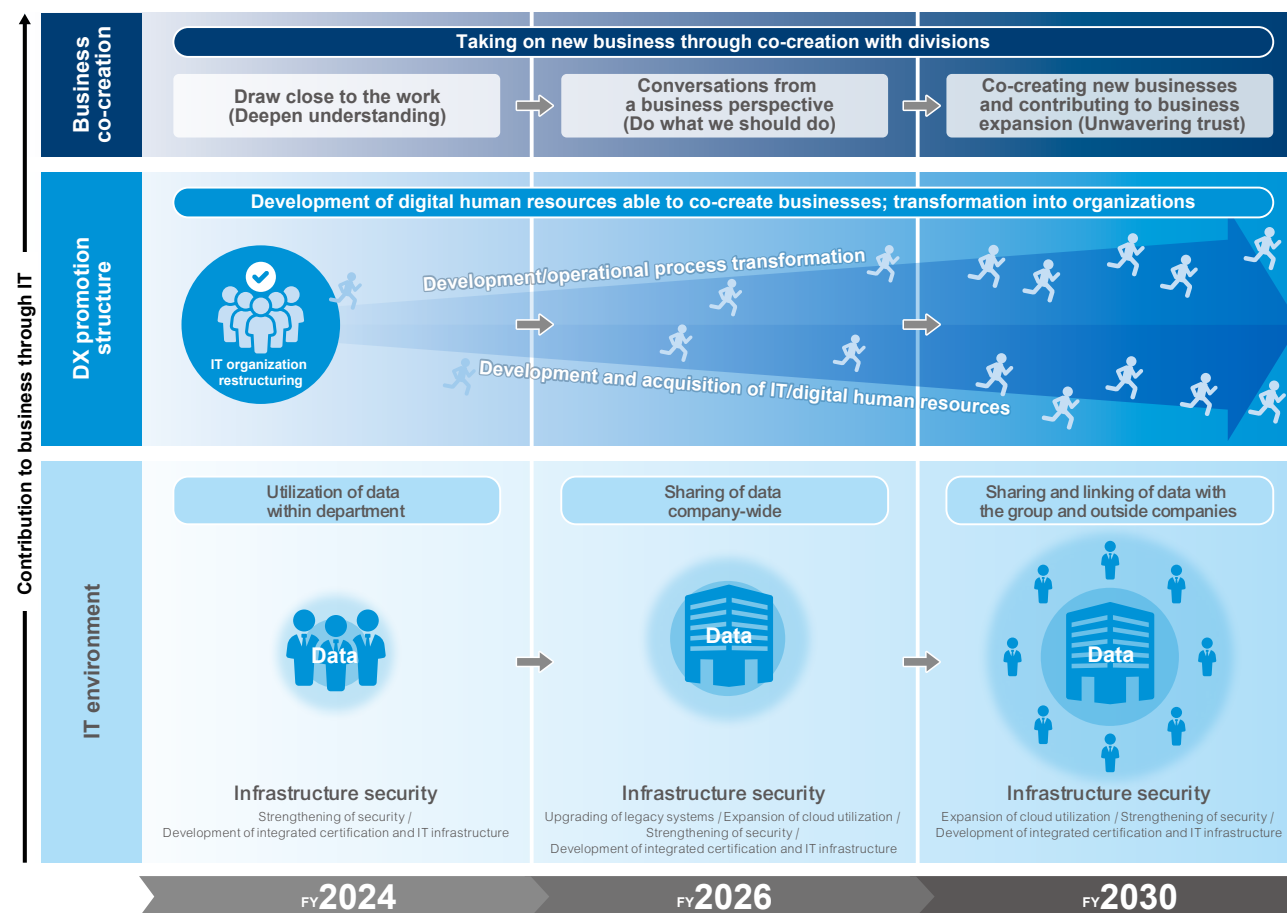 Contribution to business through IT
Business
co-creation
Taking on new business through co-creation with divisions
Draw close to the work
(Deepen understanding)
Conversations from
a business perspective
(Do what we should do)
Co-creating new businesses
and contributing to business
expansion (Unwavering trust)
DX promotion
structure
Development of digital human resources able to co-create businesses; transformation into organizations
IT organization
restructuring
Development/operational process transformation
Development and acquisition of IT/digital human resources
IT environment
Utilization of data
within department
Data
Infrastructure security
Strengthening of security /
Development of integrated certification and IT infrastructure
Sharing of data
company-wide
Data
Infrastructure security
Upgrading of legacy systems / Expansion of cloud utilization /
Strengthening of security /
Development of integrated certification and IT infrastructure
Sharing and linking of data with
the group and outside companies
Data
Infrastructure security
Expansion of cloud utilization / Strengthening of security /
Development of integrated certification and IT infrastructure
FY2024
FY2026
FY2030